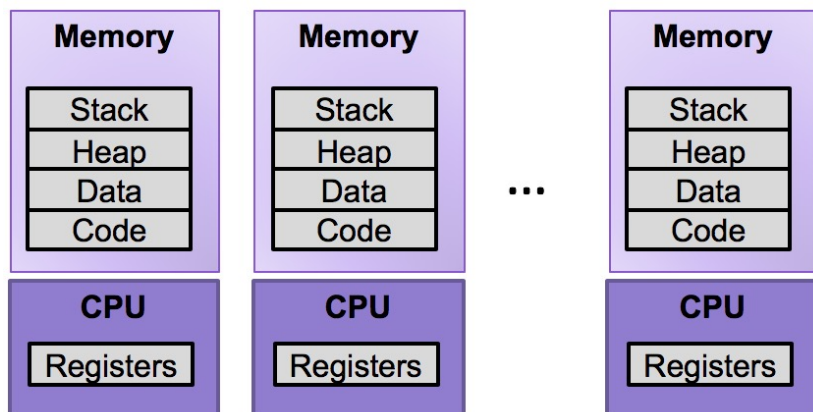 Memory
Stack
Heap
Data
Code
CPU
Registers
Memory
Stack
Heap
Data
Code
CPU
Registers
...
Memory
Stack
Heap
Data
Code
CPU
Registers